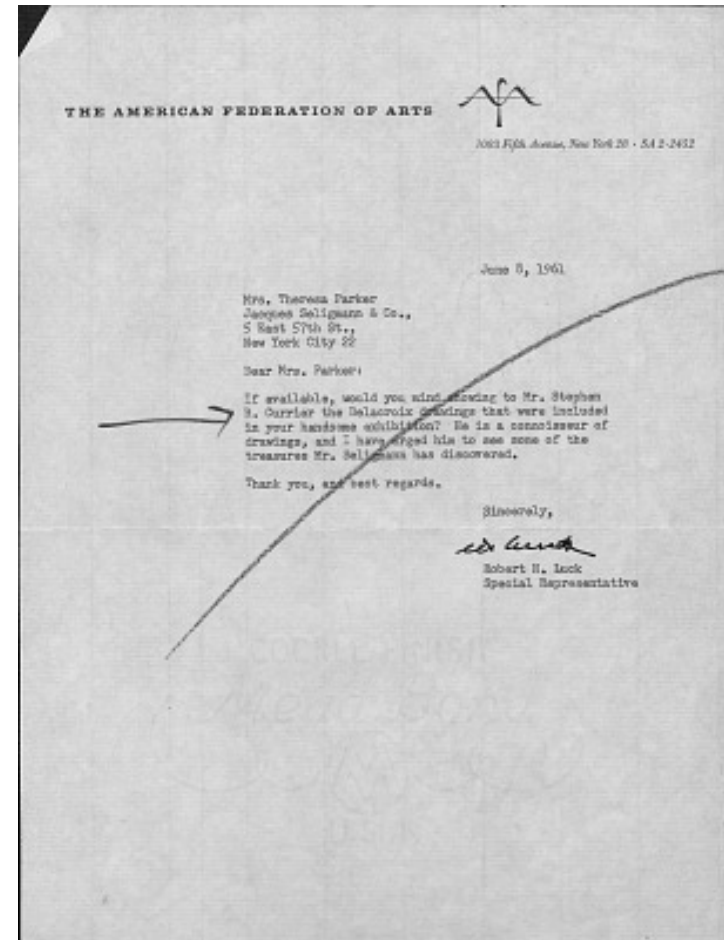 THE AMERICAN FEDERATION OF ARTS
AFA
1083 Fifth Avenue, New York 28 - SA 2-2452
June 8, 1961
Mrs. Theresa Parker
Jacques Seligmann & Co.,
5 East 57th St.,
New York City 22
Dear Mrs. Parker:
If available, would you mind showing to Mr. Stephen
R. Currier the Delacroix drawings that were included
in your handsome exhibition? He is a connoisseur of
drawings, and I have urged him to see some of the
treasures Mr. Seligmann has discovered.
Thank you, and best regards.
Sincerely,
Robert H. Luck
Special Representative
Mead Bond